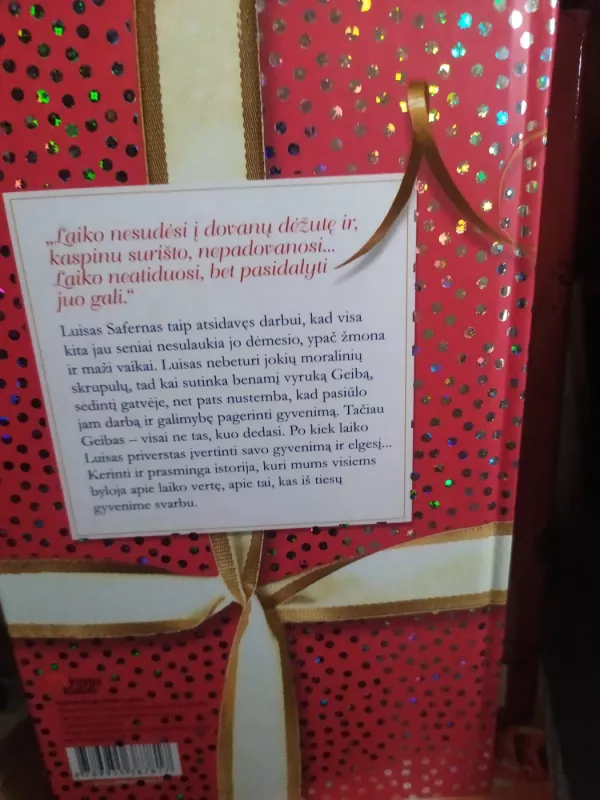 „Laiko nesudėsi į dovanų dėžutę ir,
kaspinu surišto, nepadovanosi...
Laiko neatiduosi, bet pasidalyti
juo gali.“
Luisas Safernas taip atsidavęs darbui, kad visa
kita jau seniai nesulaukia jo dėmesio, ypač žmona
ir maži vaikai. Luisas nebeturi jokių moralinių
skrupulų, tad kai sutinka benamį vyruką Geibą,
sėdintį gatvėje, net pats nustemba, kad pasiūlo
jam darbą ir galimybę pagerinti gyvenimą. Tačiau
Geibas – visai ne tas, kuo dedasi. Po kiek laiko
Luisas priverstas įvertinti savo gyvenimą ir elgesį...
Kerinti ir prasminga istorija, kuri mums visiems
byloja apie laiko vertę, apie tai, kas iš tiesų
gyvenime svarbu.